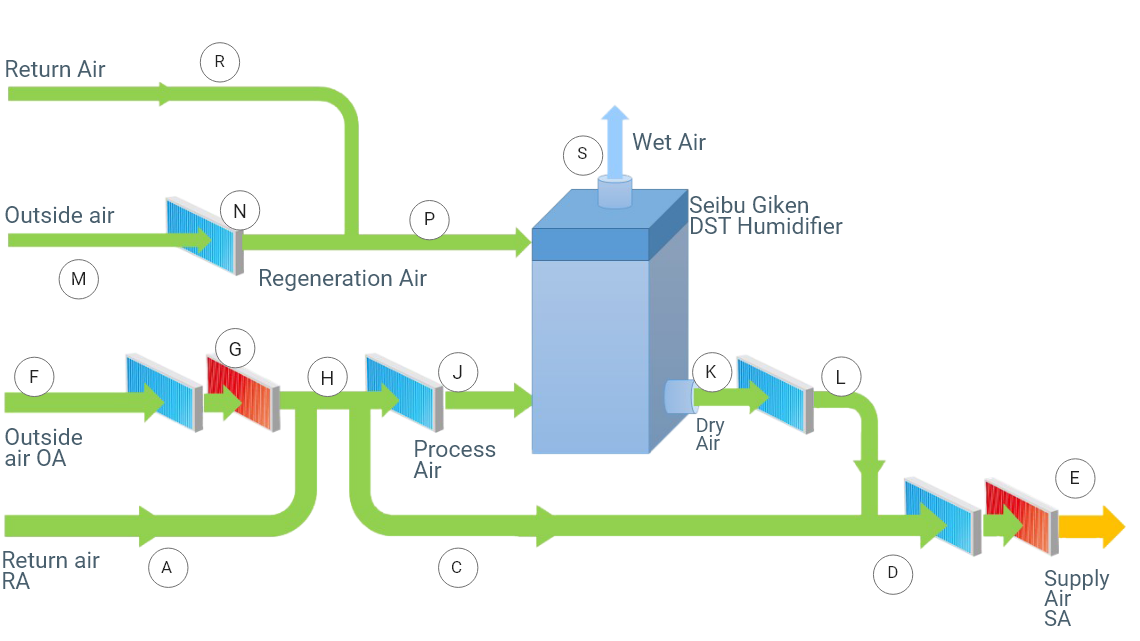 R
Return Air
S
Wet Air
Outside air
N
P
Seibu Giken
DST Humidifier
M
Regeneration Air
F
G
H
J
K
L
Outside
air OA
Process
Air
Dry
Air
E
Return air
RA
A
C
D
Supply
Air
SA